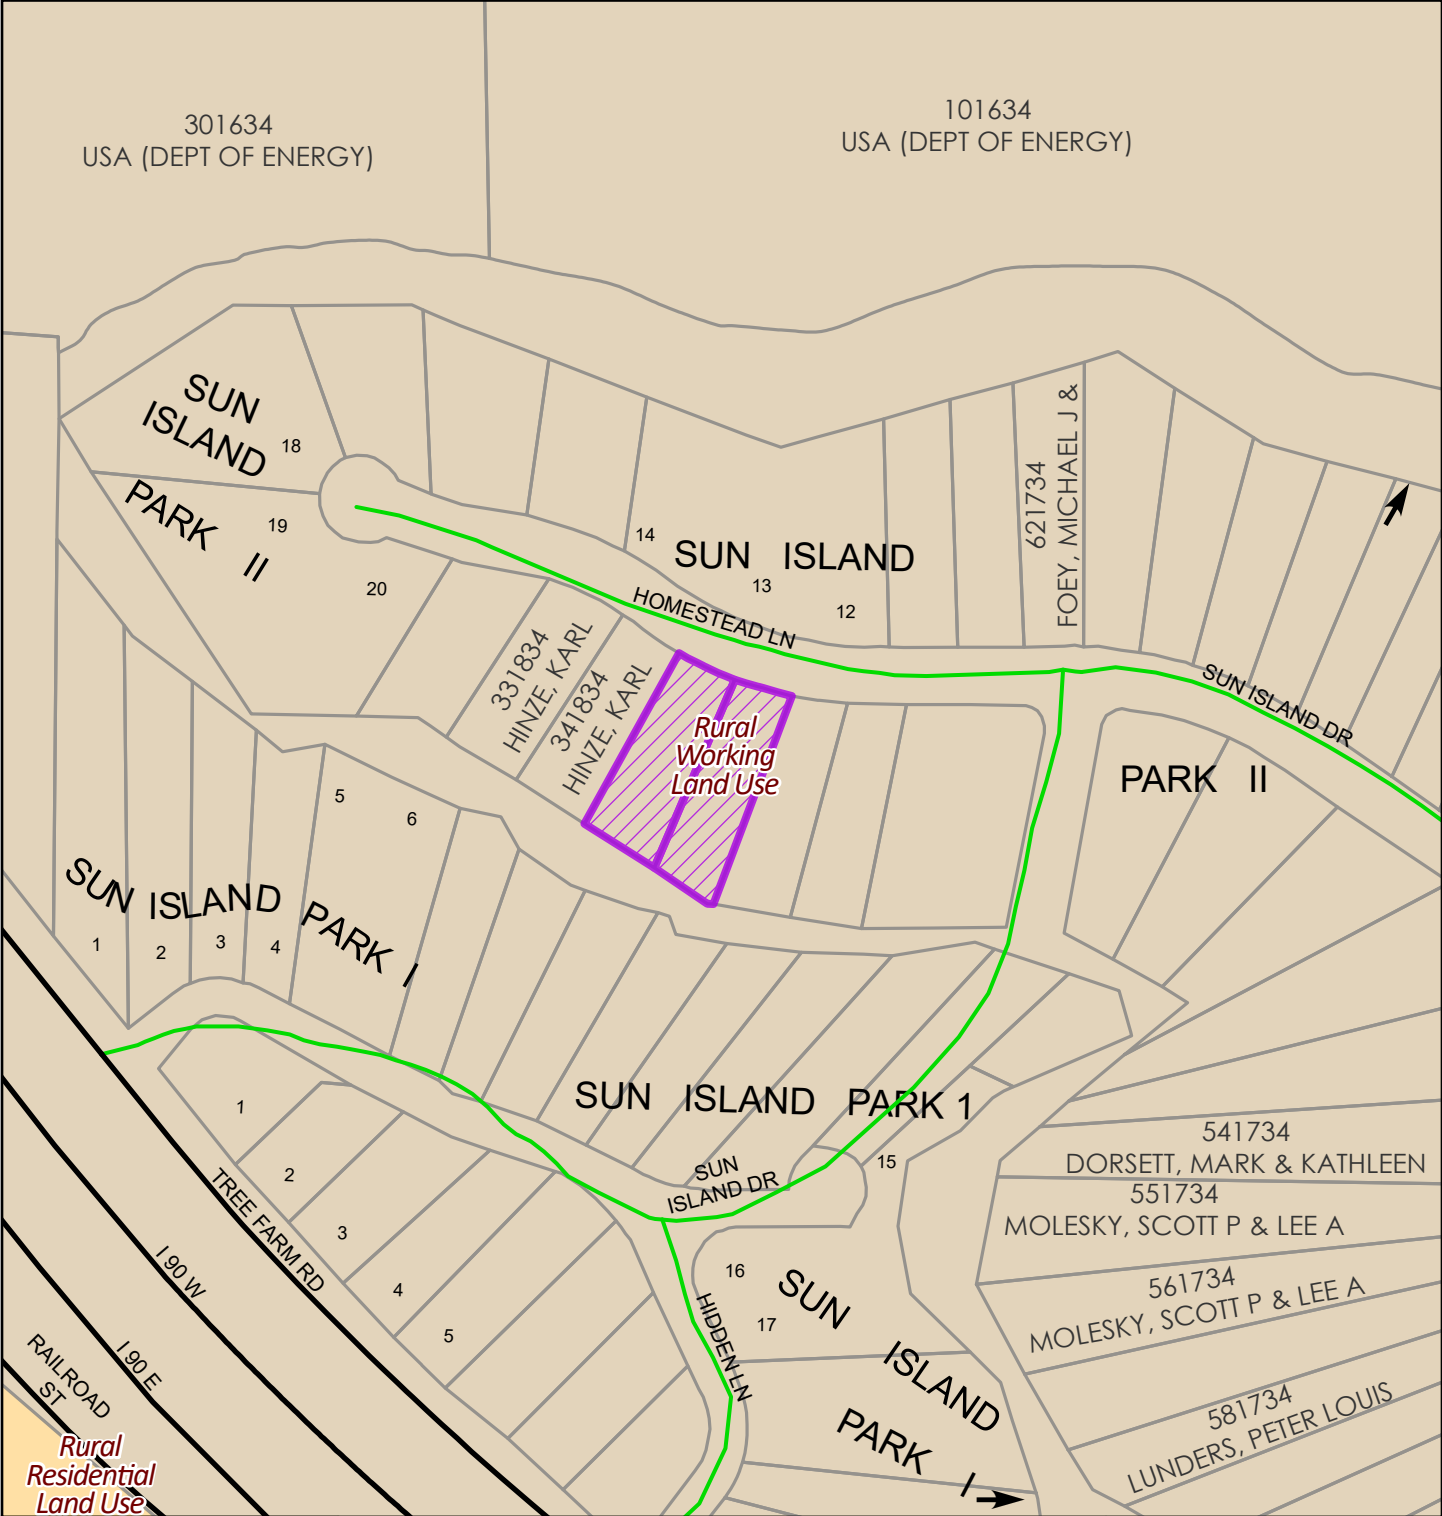 301634
USA (DEPT OF ENERGY)
101634
USA (DEPT OF ENERGY)
SUN
ISLAND
18
PARK II
19
20
14
SUN ISLAND
13
12
621734
FOEY, MICHAEL J &
HOMESTEAD LN
331834
HINZE, KARL
341834
HINZE, KARL
Rural
Working
Land Use
SUN ISLAND DR
PARK II
5
6
SUN ISLAND PARK I
1
2
3
4
SUN ISLAND PARK 1
1
2
3
4
5
SUN
ISLAND DR
15
541734
DORSETT, MARK & KATHLEEN
551734
MOLESKY, SCOTT P & LEE A
561734
MOLESKY, SCOTT P & LEE A
581734
LUNDERS, PETER LOUIS
16
17
SUN ISLAND
PARK I
HIDDEN LN
TREE FARM RD
I 90 W
I 90 E
RAILROAD
ST
Rural
Residential
Land Use